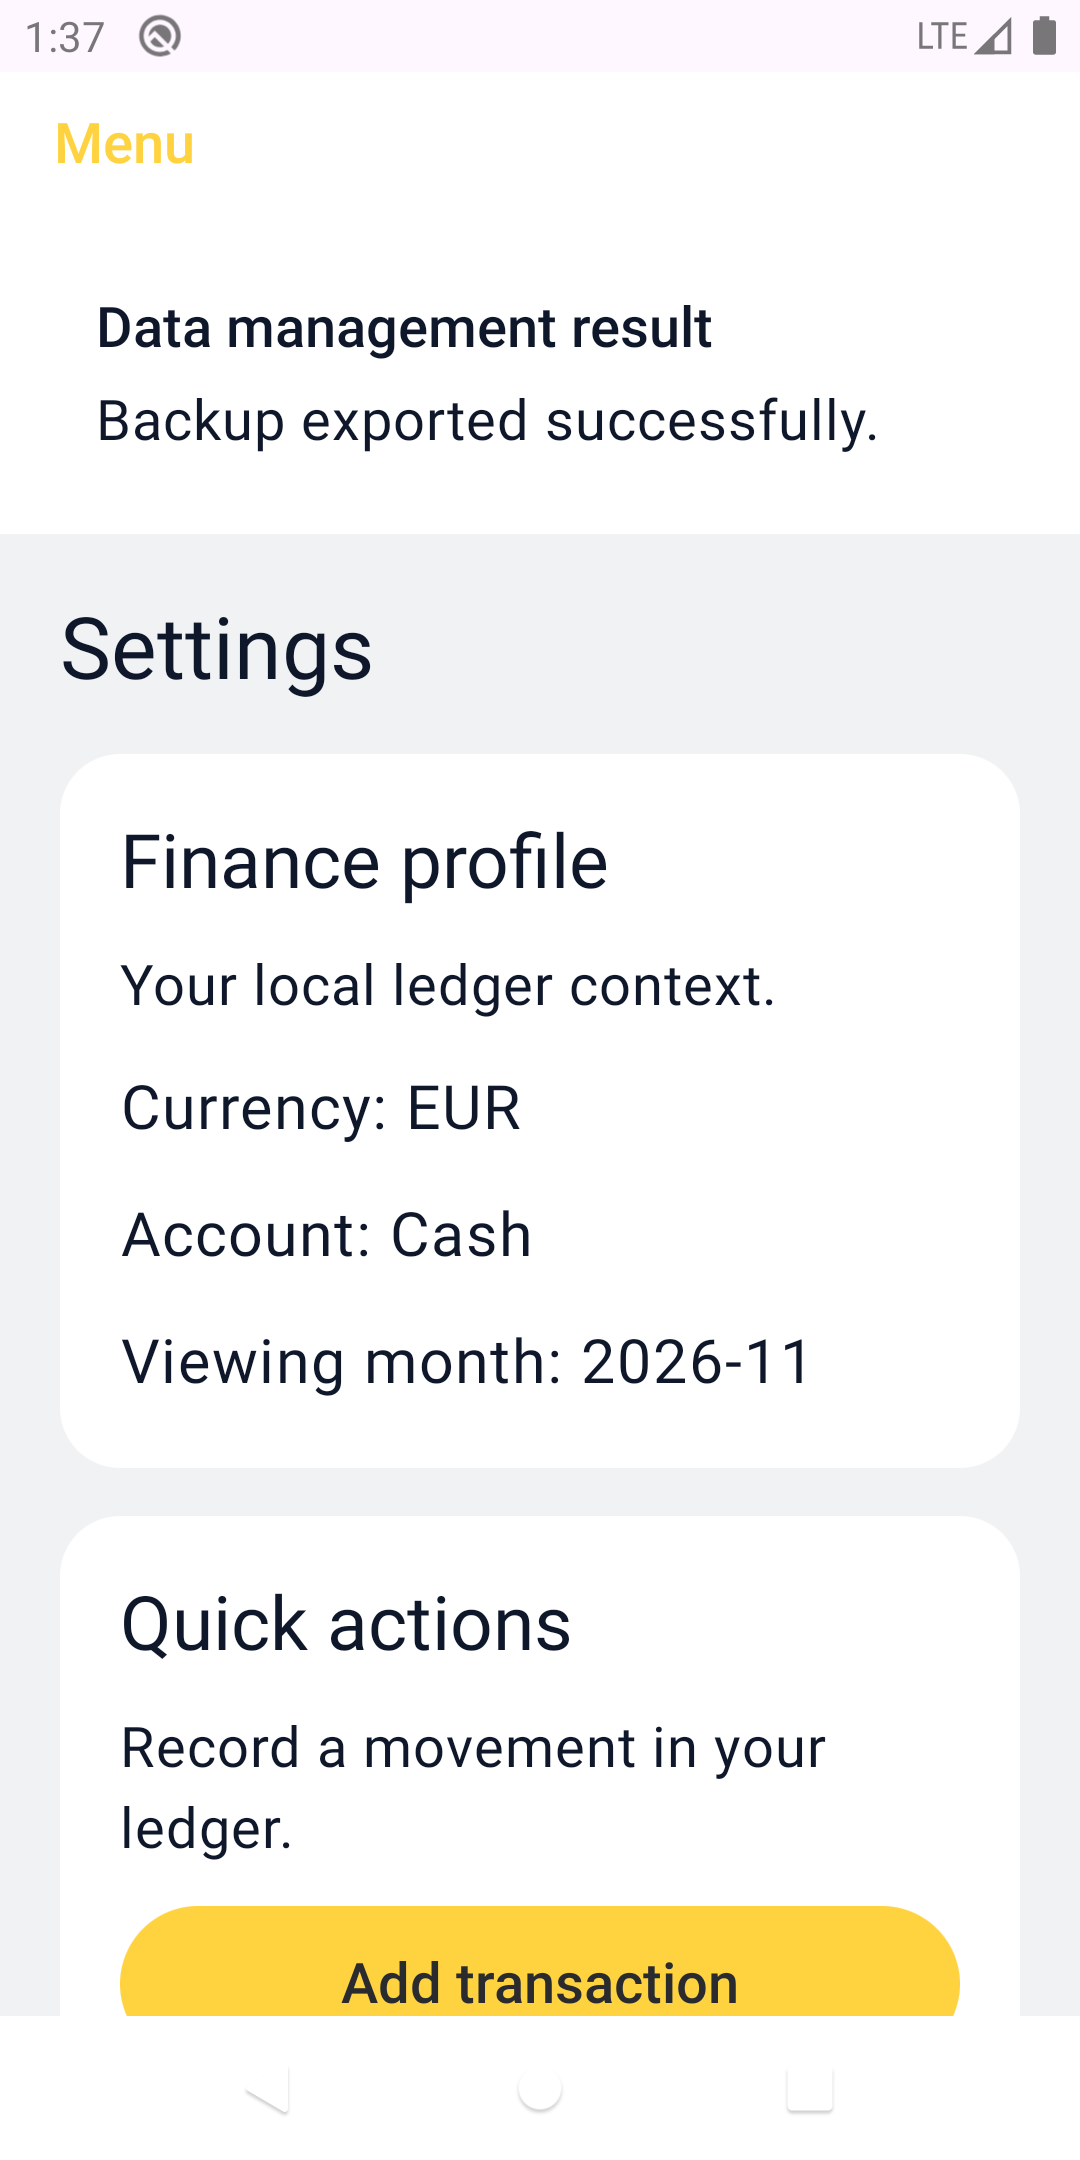 1:37
LTE
Menu
Data management result
Backup exported successfully.
Settings
Finance profile
Your local ledger context.
Currency: EUR
Account: Cash
Viewing month: 2026-11
Quick actions
Record a movement in your
ledger.
Add transaction